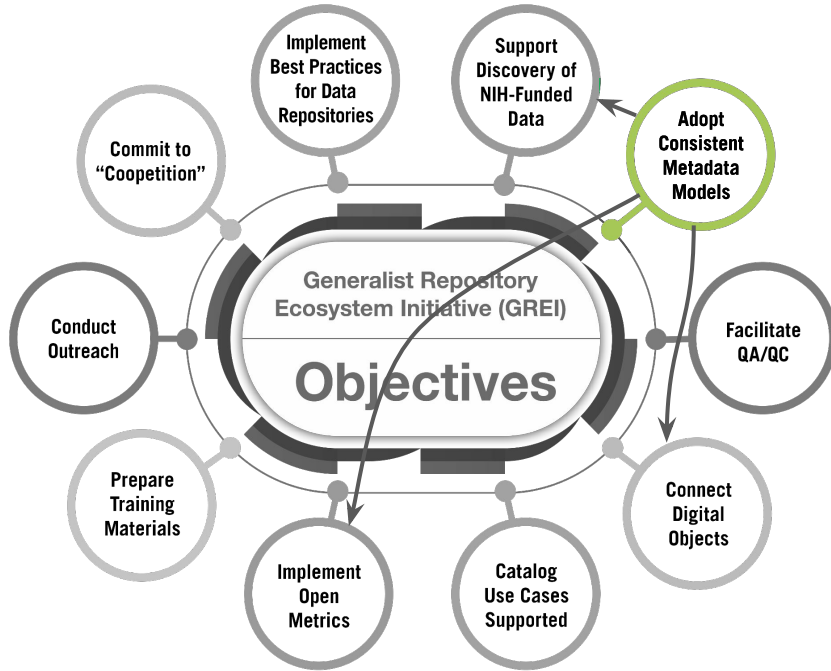 Implement
Best Practices
for Data
Repositories
Support
Discovery of
NIH-Funded
Data
Adopt
Consistent
Metadata
Models
Commit to
“Coopetition”
Generalist Repository
Ecosystem Initiative (GREI)
Objectives
Conduct
Outreach
Facilitate
QA/QC
Prepare
Training
Materials
Connect
Digital
Objects
Implement
Open
Metrics
Catalog
Use Cases
Supported